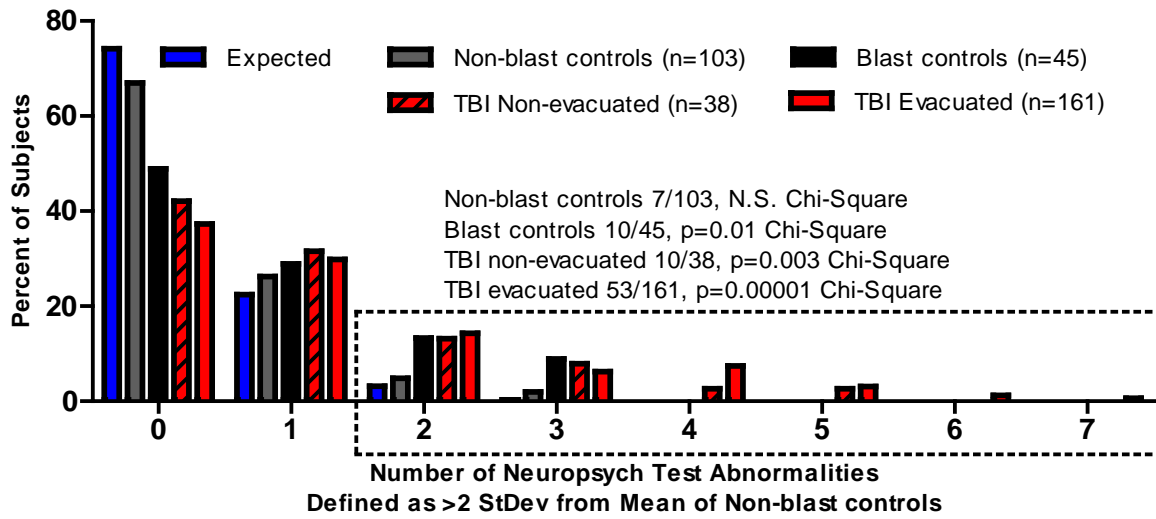 80
60
40
20
0
Percent of Subjects
Expected
Non-blast controls (n=103)
Blast controls (n=45)
TBI Non-evacuated (n=38)
TBI Evacuated (n=161)
Non-blast controls 7/103, N.S. Chi-Square
Blast controls 10/45, p=0.01 Chi-Square
TBI non-evacuated 10/38, p=0.003 Chi-Square
TBI evacuated 53/161, p=0.00001 Chi-Square
0 1 2 3 4 5 6 7
Number of Neuropsych Test Abnormalities
Defined as >2 StDev from Mean of Non-blast controls